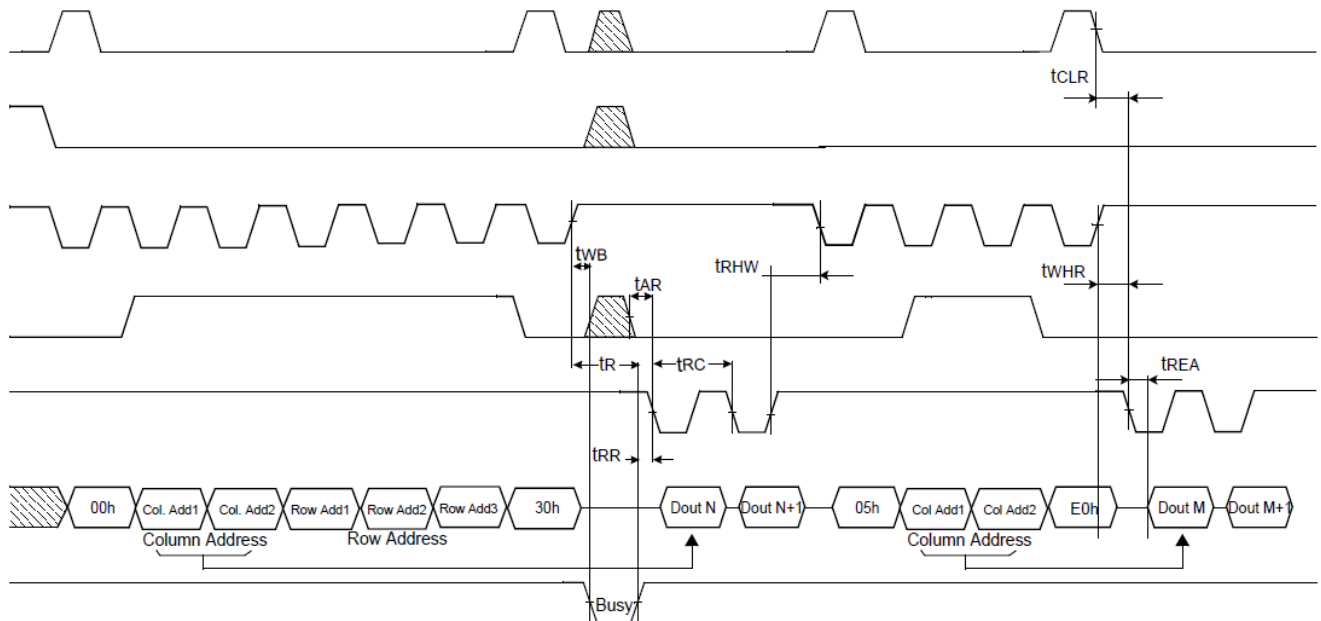 tCLR
tWB
tRHW
tWHR
tAR
tR
tRC
tREA
tRR
00h Col. Add1 Col. Add2 Row Add1 Row Add2 Row Add3 30h Dout N Dout N+1 05h Col Add1 Col Add2 E0h Dout M Dout M+1
Column Address Row Address Column Address
Busy